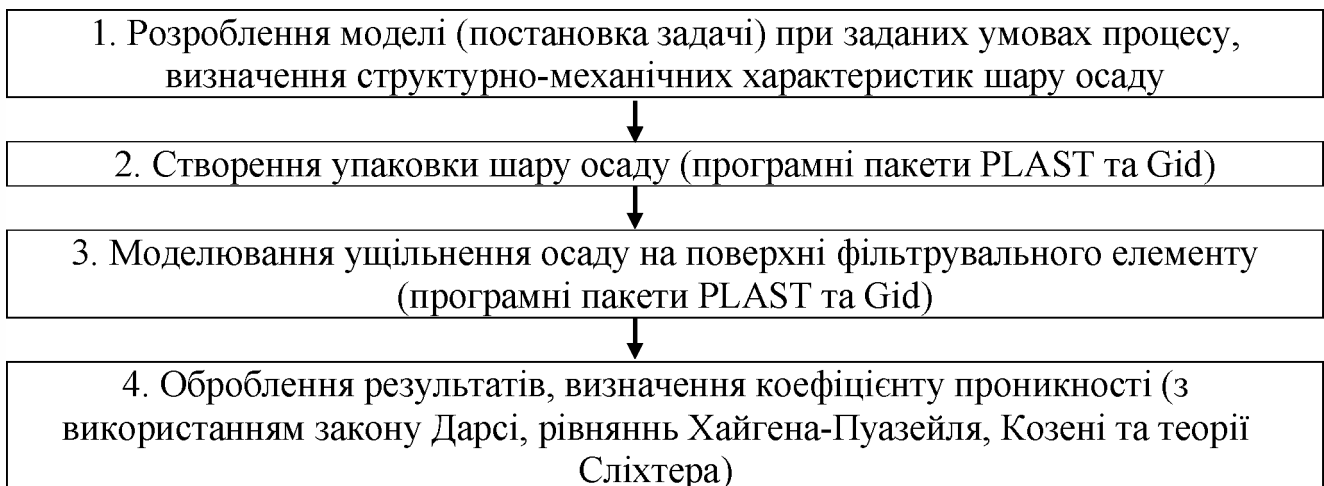 1. Розроблення моделі (постановка задачі) при заданих умовах процесу,
визначення структурно-механічних характеристик шару осаду
2. Створення упаковки шару осаду (програмні пакети PLAST та Gid)
3. Моделювання ущільнення осаду на поверхні фільтрувального елементу
(програмні пакети PLAST та Gid)
4. Оброблення результатів, визначення коефіцієнту проникності (з
використанням закону Дарсі, рівняннь Хайгена-Пуазейля, Козені та теорії
Сліхтера)